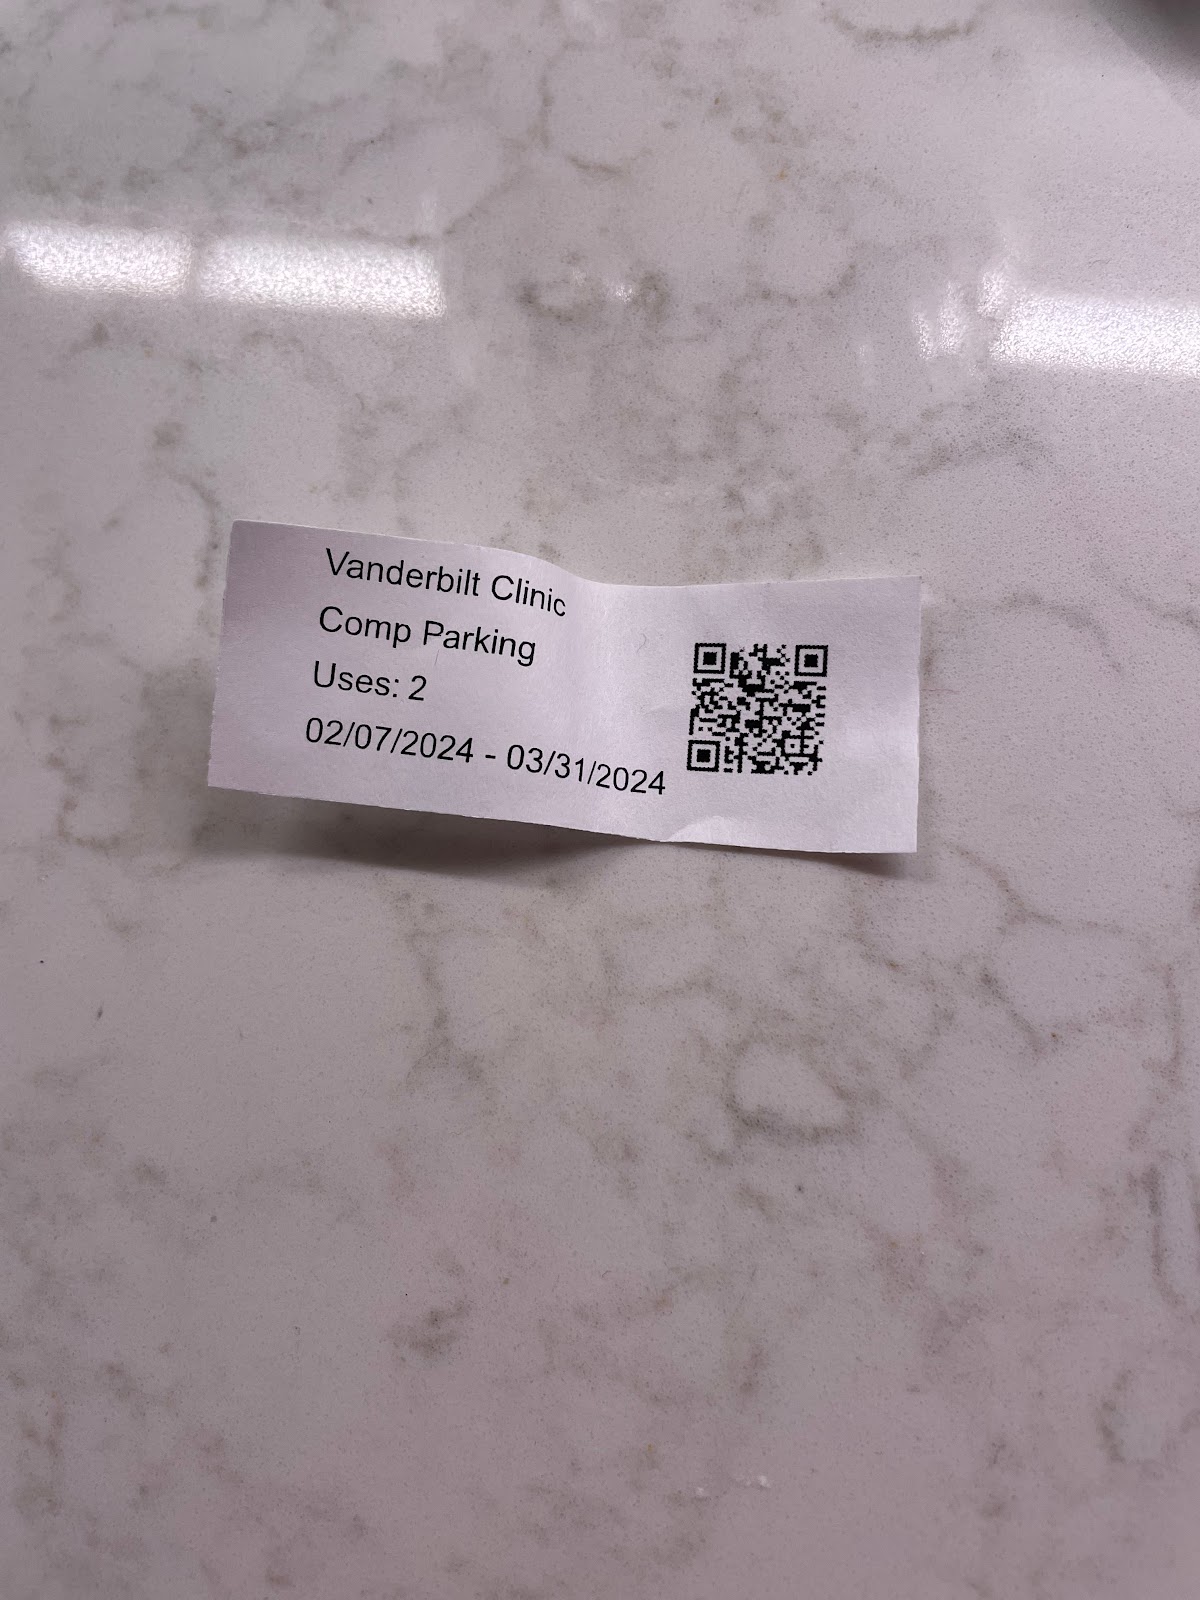 Vanderbilt Clinic
Comp Parking
Uses: 2
02/07/2024 - 03/31/2024